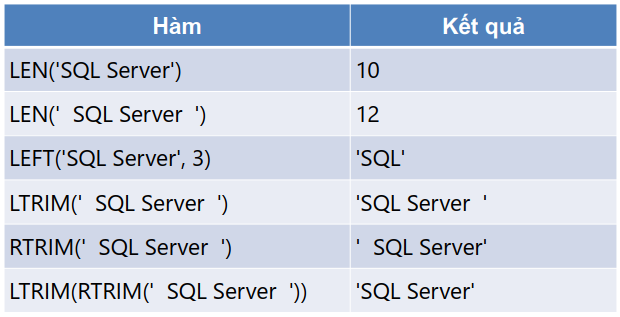 Hàm Kết quả
LEN('SQL Server') 10
LEN('  SQL Server  ') 12
LEFT('SQL Server', 3) 'SQL'
LTRIM('  SQL Server  ') 'SQL Server  '
RTRIM('  SQL Server  ') '  SQL Server'
LTRIM(RTRIM('  SQL Server  ')) 'SQL Server'